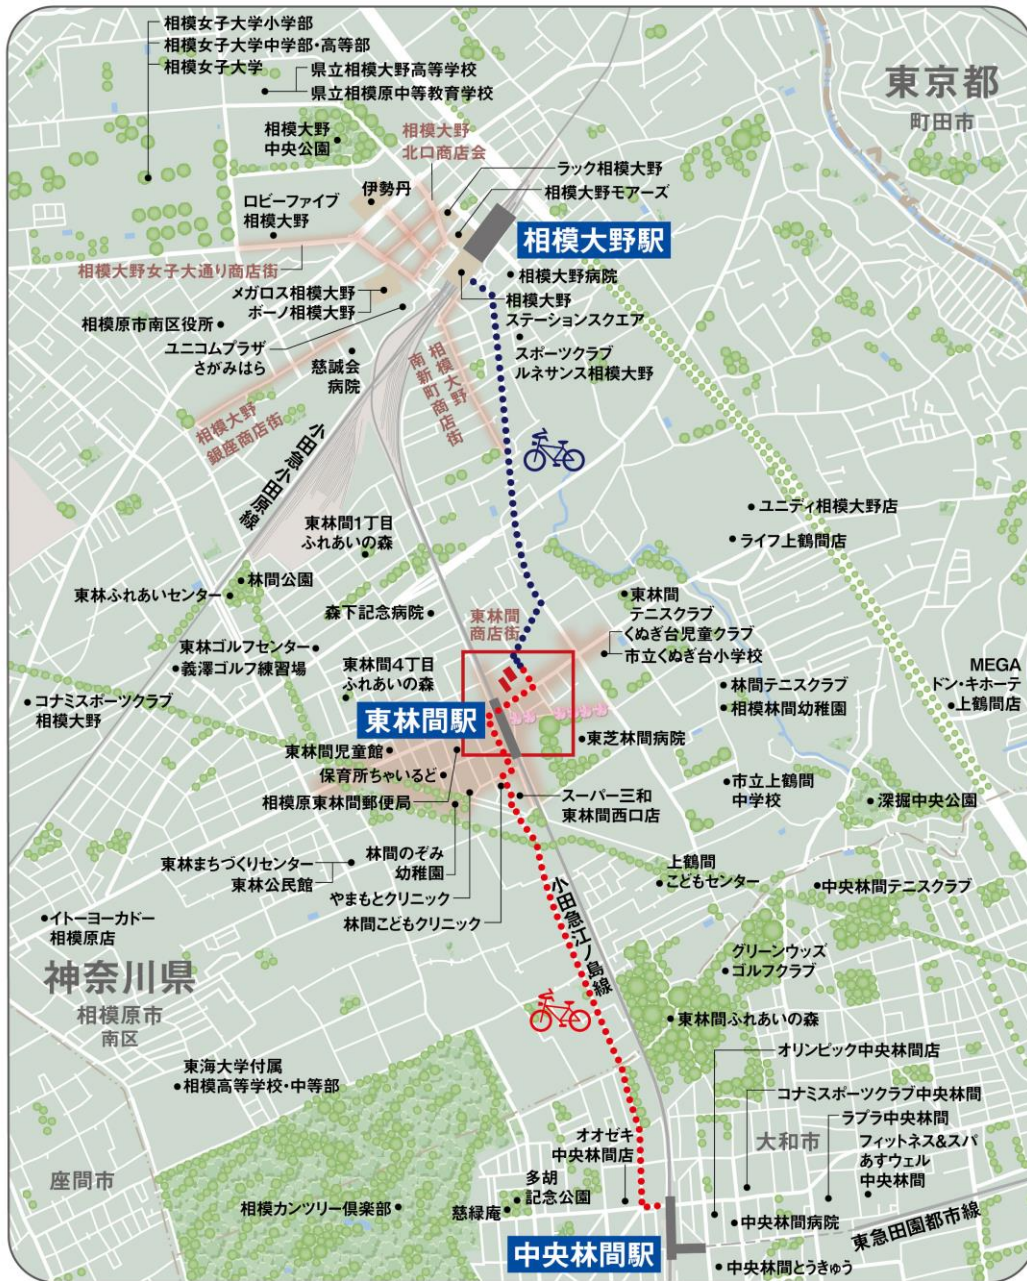 相模女子大学小学部
相模女子大学中学部・高等部
相模女子大学
県立相模大野高等学校
県立相模原中等教育学校
東京都
町田市
相模大野
中央公園
相模大野
北口商店会
ラック相模大野
相模大野モアーズ
伊勢丹
ロビーファイブ
相模大野
相模大野駅
相模大野女子大通り商店街
相模大野病院
メガロス相模大野
ボーノ相模大野
相模大野
ステーションスクエア
相模原市南区役所
ユニコムプラザ
さがみはら
慈誠会
病院
スポーツクラブ
ルネサンス相模大野
相模大野
南新町商店街
相模大野
銀座商店街
小田急小田原線
ユニティ相模大野店
東林間1丁目
ふれあいの森
ライフ上鶴間店
林間公園
東林ふれあいセンター
森下記念病院
東林間
商店街
東林間
テニスクラブ
くぬぎ台児童クラブ
市立くぬぎ台小学校
東林ゴルフセンター
義澤ゴルフ練習場
東林間4丁目
ふれあいの森
MEGA
ドン・キホーテ
上鶴間店
コナミスポーツクラブ
相模大野
林間テニスクラブ
相模林間幼稚園
東林間駅
東林間児童館
東芝林間病院
保育所ちゃいるど
相模原東林間郵便局
スーパー三和
東林間西口店
市立上鶴間
中学校
深掘中央公園
東林まちづくりセンター
東林公民館
林間のぞみ
幼稚園
やまもとクリニック
林間こどもクリニック
上鶴間
こどもセンター
中央林間テニスクラブ
イトーヨーカドー
相模原店
小田急江ノ島線
グリーンウッズ
ゴルフクラブ
神奈川県
相模原市
南区
東林間ふれあいの森
オリンピック中央林間店
東海大学付属
相模高等学校・中等部
コナミスポーツクラブ中央林間
ラプラ中央林間
大和市
フィットネス&スパ
あすウェル
中央林間
オオゼキ
中央林間店
座間市
多胡
記念公園
相模カンツリー倶楽部
慈緑庵
中央林間病院
東急田園都市線
中央林間駅
中央林間とうきゅう